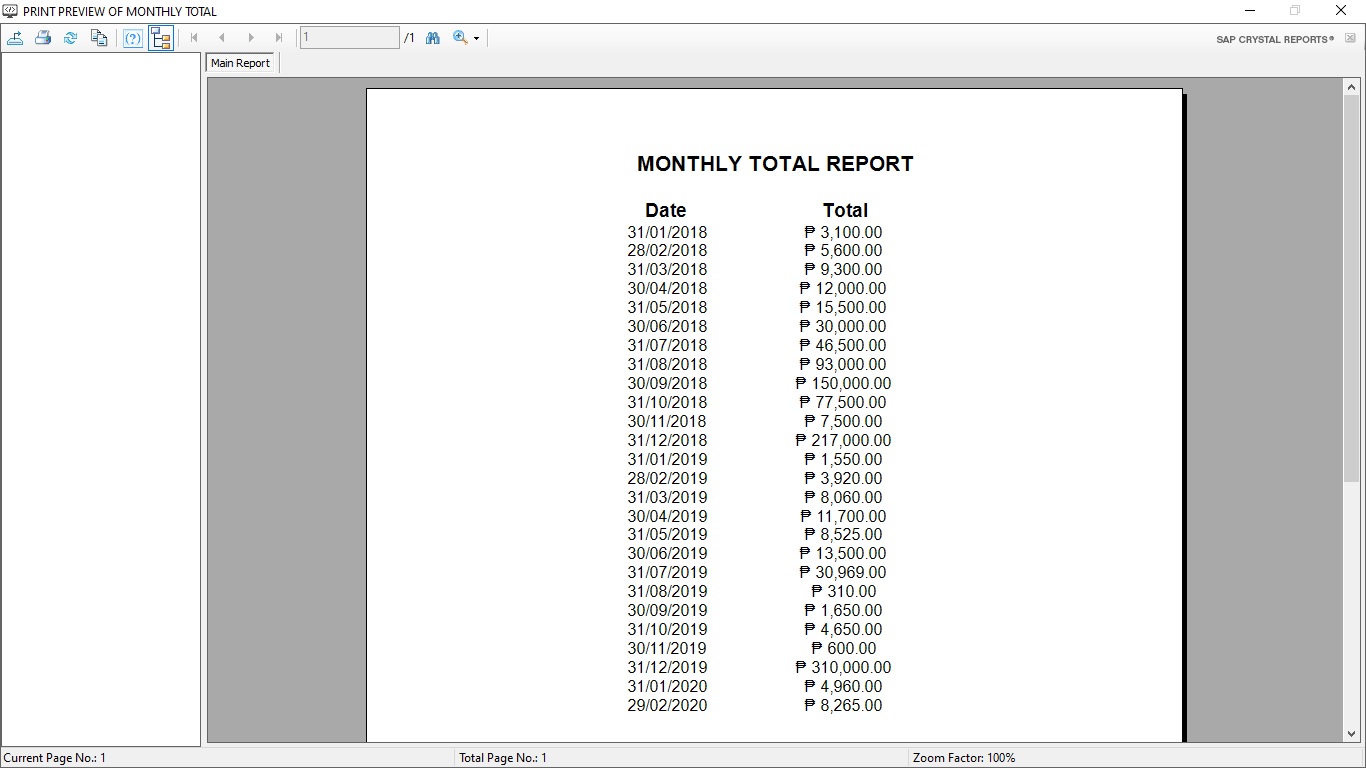 PRINT PREVIEW OF MONTHLY TOTAL
1 /1
SAP CRYSTAL REPORTS®
Main Report
MONTHLY TOTAL REPORT
Date Total
31/01/2018 ₱ 3,100.00
28/02/2018 ₱ 5,600.00
31/03/2018 ₱ 9,300.00
30/04/2018 ₱ 12,000.00
31/05/2018 ₱ 15,500.00
30/06/2018 ₱ 30,000.00
31/07/2018 ₱ 46,500.00
31/08/2018 ₱ 93,000.00
30/09/2018 ₱ 150,000.00
31/10/2018 ₱ 77,500.00
30/11/2018 ₱ 7,500.00
31/12/2018 ₱ 217,000.00
31/01/2019 ₱ 1,550.00
28/02/2019 ₱ 3,920.00
31/03/2019 ₱ 8,060.00
30/04/2019 ₱ 11,700.00
31/05/2019 ₱ 8,525.00
30/06/2019 ₱ 13,500.00
31/07/2019 ₱ 30,969.00
31/08/2019 ₱ 310.00
30/09/2019 ₱ 1,650.00
31/10/2019 ₱ 4,650.00
30/11/2019 ₱ 600.00
31/12/2019 ₱ 310,000.00
31/01/2020 ₱ 4,960.00
29/02/2020 ₱ 8,265.00
Current Page No.: 1 Total Page No.: 1 Zoom Factor: 100%